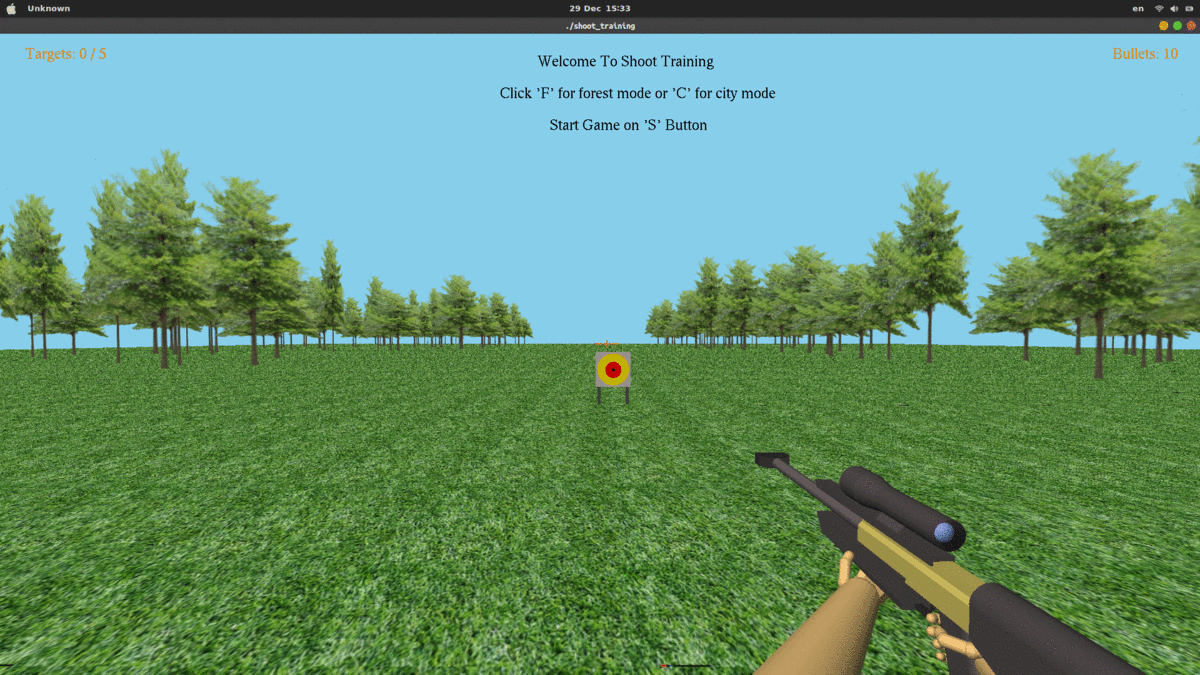 Unknown
29 Dec 15:33
en
./shoot_training
Targets: 0 / 5
Bullets: 10
Welcome To Shoot Training
Click 'F' for forest mode or 'C' for city mode
Start Game on 'S' Button